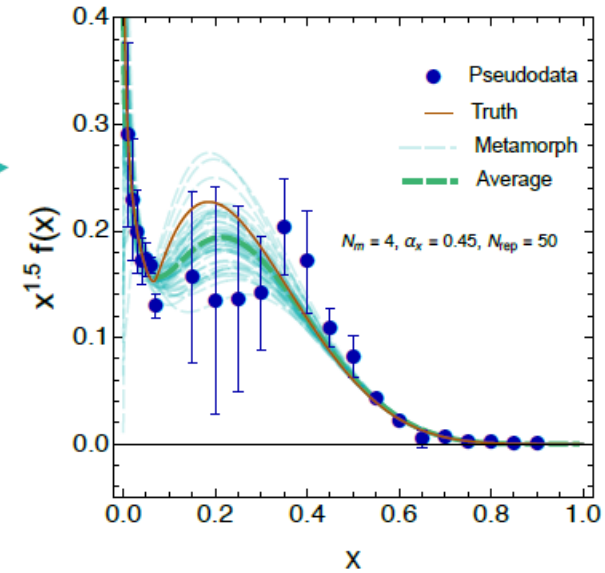 0.4
0.3
0.2
0.1
0.0
x^1.5 f(x)
Pseudodata
Truth
Metamorph
Average
N_m = 4, α_x = 0.45, N_rep = 50
0.0 0.2 0.4 0.6 0.8 1.0
x